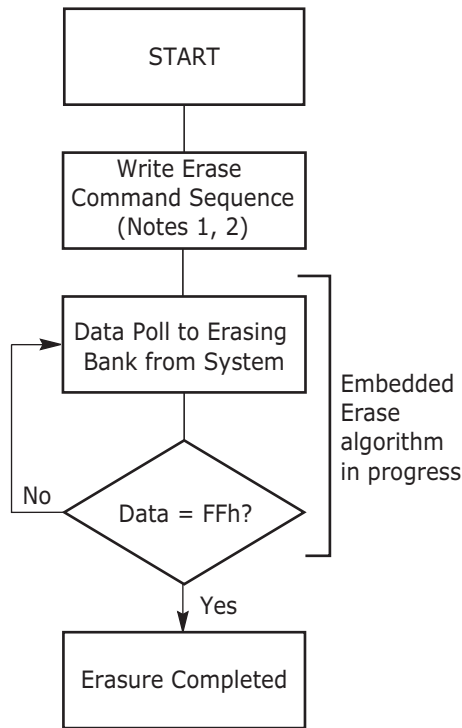 START
Write Erase
Command Sequence
(Notes 1, 2)
Data Poll to Erasing
Bank from System
Embedded
Erase
algorithm
in progress
No
Data = FFh?
Yes
Erasure Completed